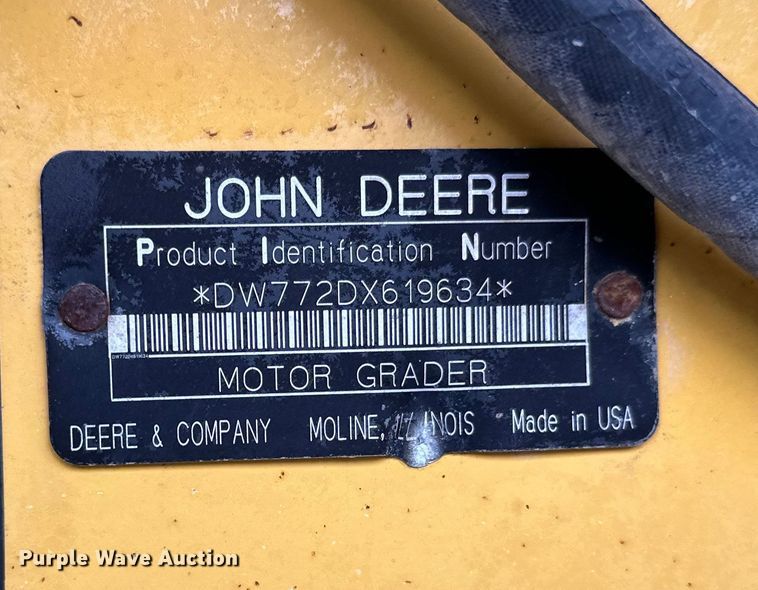 JOHN DEERE
Product Identification Number
*DW772DX619634*
MOTOR GRADER
DEERE & COMPANY MOLINE, ILLINOIS Made in USA
Purple Wave Auction